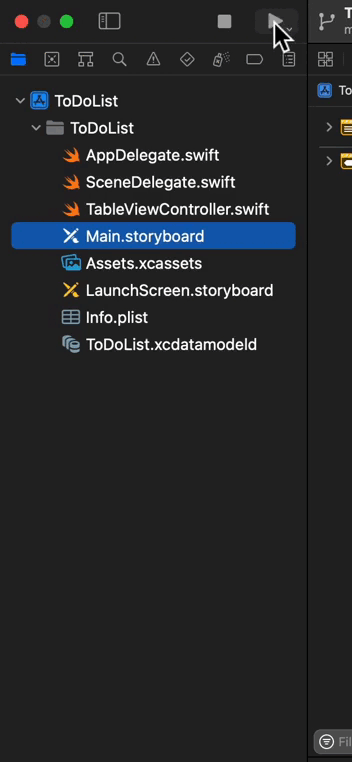 ToDoList
ToDoList
AppDelegate.swift
SceneDelegate.swift
TableViewController.swift
Main.storyboard
Assets.xcassets
LaunchScreen.storyboard
Info.plist
ToDoList.xcdatamodeld